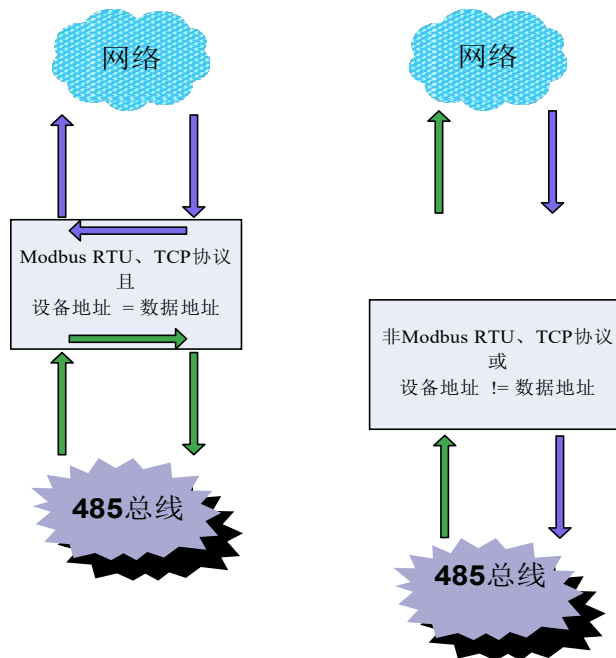 网络
Modbus RTU、TCP协议
且
设备地址 = 数据地址
485总线
网络
非Modbus RTU、TCP协议
或
设备地址 != 数据地址
485总线